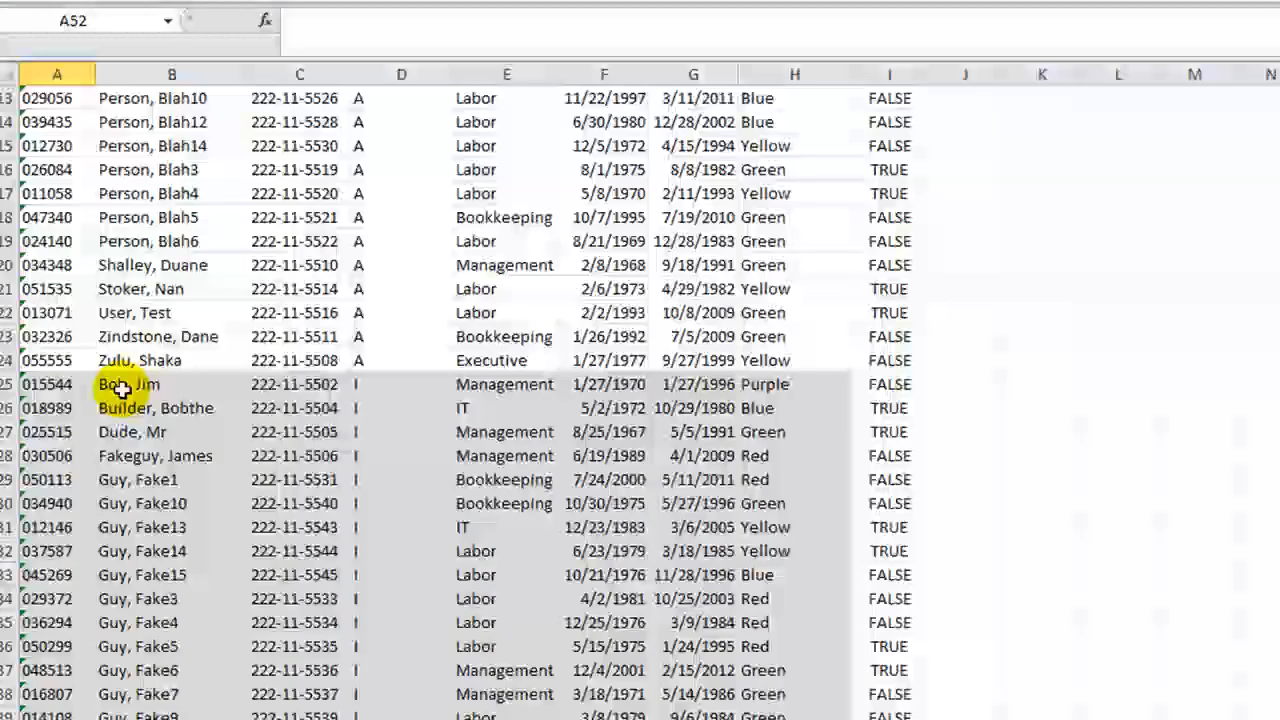 A52 fx
A B C D E F G H I J K L M N
13 029056 Person, Blah10 222-11-5526 A Labor 11/22/1997 3/11/2011 Blue FALSE
14 039435 Person, Blah12 222-11-5528 A Labor 6/30/1980 12/28/2002 Blue FALSE
15 012730 Person, Blah14 222-11-5530 A Labor 12/5/1972 4/15/1994 Yellow FALSE
16 026084 Person, Blah3 222-11-5519 A Labor 8/1/1975 8/8/1982 Green TRUE
17 011058 Person, Blah4 222-11-5520 A Labor 5/8/1970 2/11/1993 Yellow TRUE
18 047340 Person, Blah5 222-11-5521 A Bookkeeping 10/7/1995 7/19/2010 Green FALSE
19 024140 Person, Blah6 222-11-5522 A Labor 8/21/1969 12/28/1983 Green FALSE
20 034348 Shalley, Duane 222-11-5510 A Management 2/8/1968 9/18/1991 Green FALSE
21 051535 Stoker, Nan 222-11-5514 A Labor 2/6/1973 4/29/1982 Yellow TRUE
22 013071 User, Test 222-11-5516 A Labor 2/2/1993 10/8/2009 Green TRUE
23 032326 Zindstone, Dane 222-11-5511 A Bookkeeping 1/26/1992 7/5/2009 Green FALSE
24 055555 Zulu, Shaka 222-11-5508 A Executive 1/27/1977 9/27/1999 Yellow FALSE
25 015544 Bob, Jim 222-11-5502 I Management 1/27/1970 1/27/1996 Purple FALSE
26 018989 Builder, Bobthe 222-11-5504 I IT 5/2/1972 10/29/1980 Blue TRUE
27 025515 Dude, Mr 222-11-5505 I Management 8/25/1967 5/5/1991 Green TRUE
28 030506 Fakeguy, James 222-11-5506 I Management 6/19/1989 4/1/2009 Red FALSE
29 050113 Guy, Fake1 222-11-5531 I Bookkeeping 7/24/2000 5/11/2011 Red FALSE
30 034940 Guy, Fake10 222-11-5540 I Bookkeeping 10/30/1975 5/27/1996 Green FALSE
31 012146 Guy, Fake13 222-11-5543 I IT 12/23/1983 3/6/2005 Yellow TRUE
32 037587 Guy, Fake14 222-11-5544 I Labor 6/23/1979 3/18/1985 Yellow TRUE
33 045269 Guy, Fake15 222-11-5545 I Labor 10/21/1976 11/28/1996 Blue FALSE
34 029372 Guy, Fake3 222-11-5533 I Labor 4/2/1981 10/25/2003 Red FALSE
35 036294 Guy, Fake4 222-11-5534 I Labor 12/25/1976 3/9/1984 Red FALSE
36 050299 Guy, Fake5 222-11-5535 I Labor 5/15/1975 1/24/1995 Red TRUE
37 048513 Guy, Fake6 222-11-5536 I Management 12/4/2001 2/15/2012 Green TRUE
38 016807 Guy, Fake7 222-11-5537 I Management 3/18/1971 5/14/1986 Green FALSE
39 014108 Guy, Fake9 222-11-5539 I Labor 3/8/1979 9/6/1984 Green FALSE